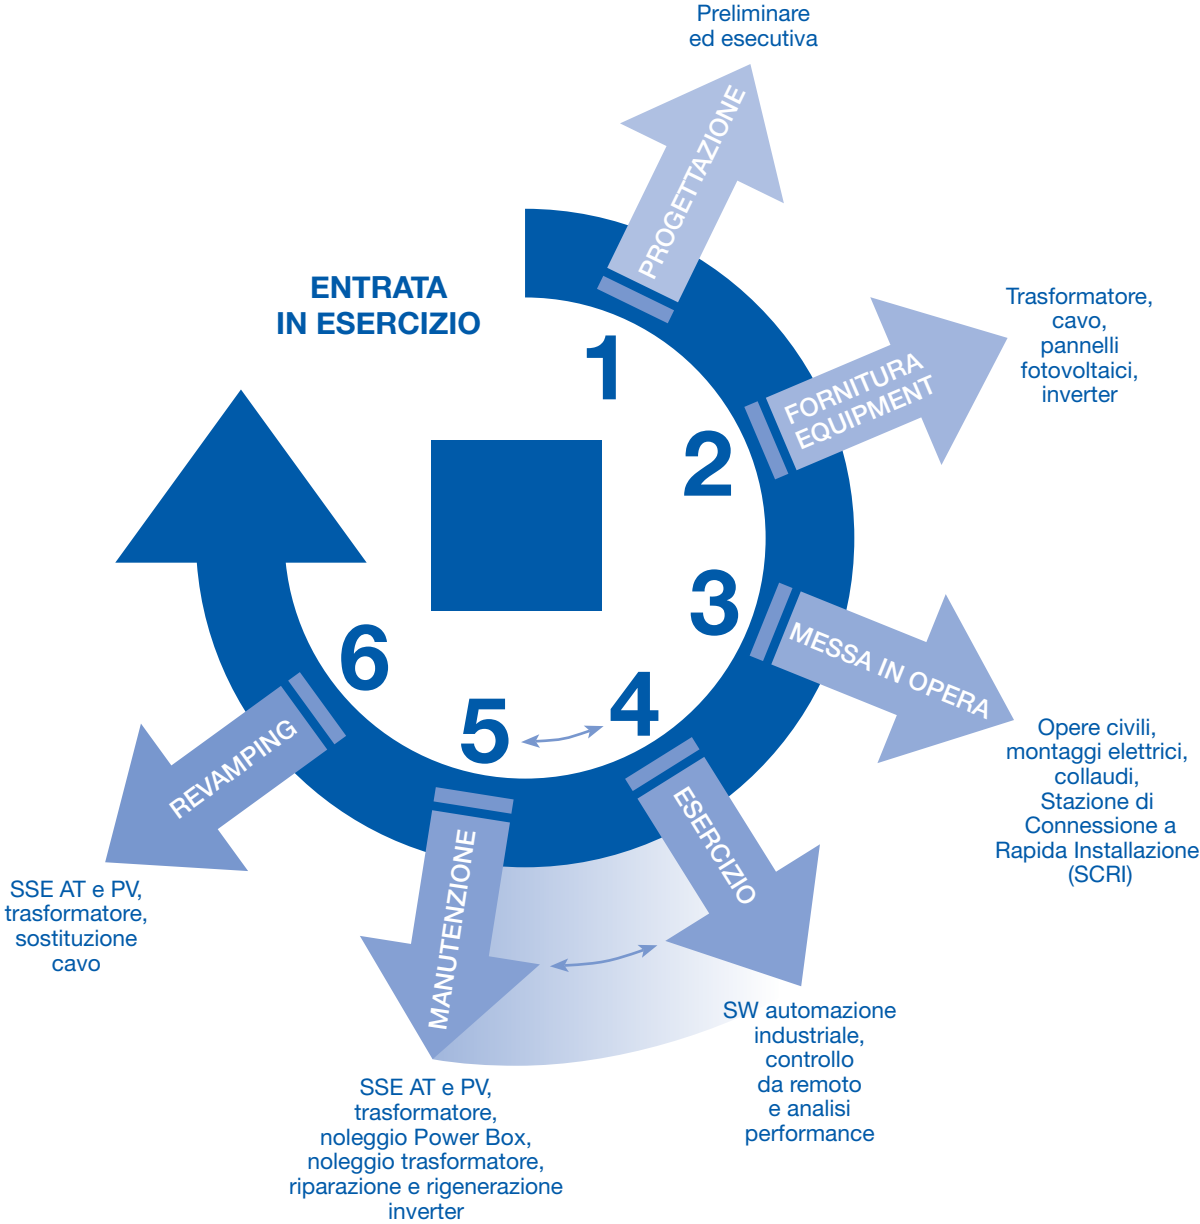 Preliminare
ed esecutiva
PROGETTAZIONE
ENTRATA
IN ESERCIZIO
1
FORNITURA
EQUIPMENT
Trasformatore,
cavo,
pannelli
fotovoltaici,
inverter
2
3
MESSA IN OPERA
Opere civili,
montaggi elettrici,
collaudi,
Stazione di
Connessione a
Rapida Installazione
(SCRI)
4
ESERCIZIO
SW automazione
industriale,
controllo
da remoto
e analisi
performance
5
MANUTENZIONE
SSE AT e PV,
trasformatore,
noleggio Power Box,
noleggio trasformatore,
riparazione e rigenerazione
inverter
6
REVAMPING
SSE AT e PV,
trasformatore,
sostituzione
cavo